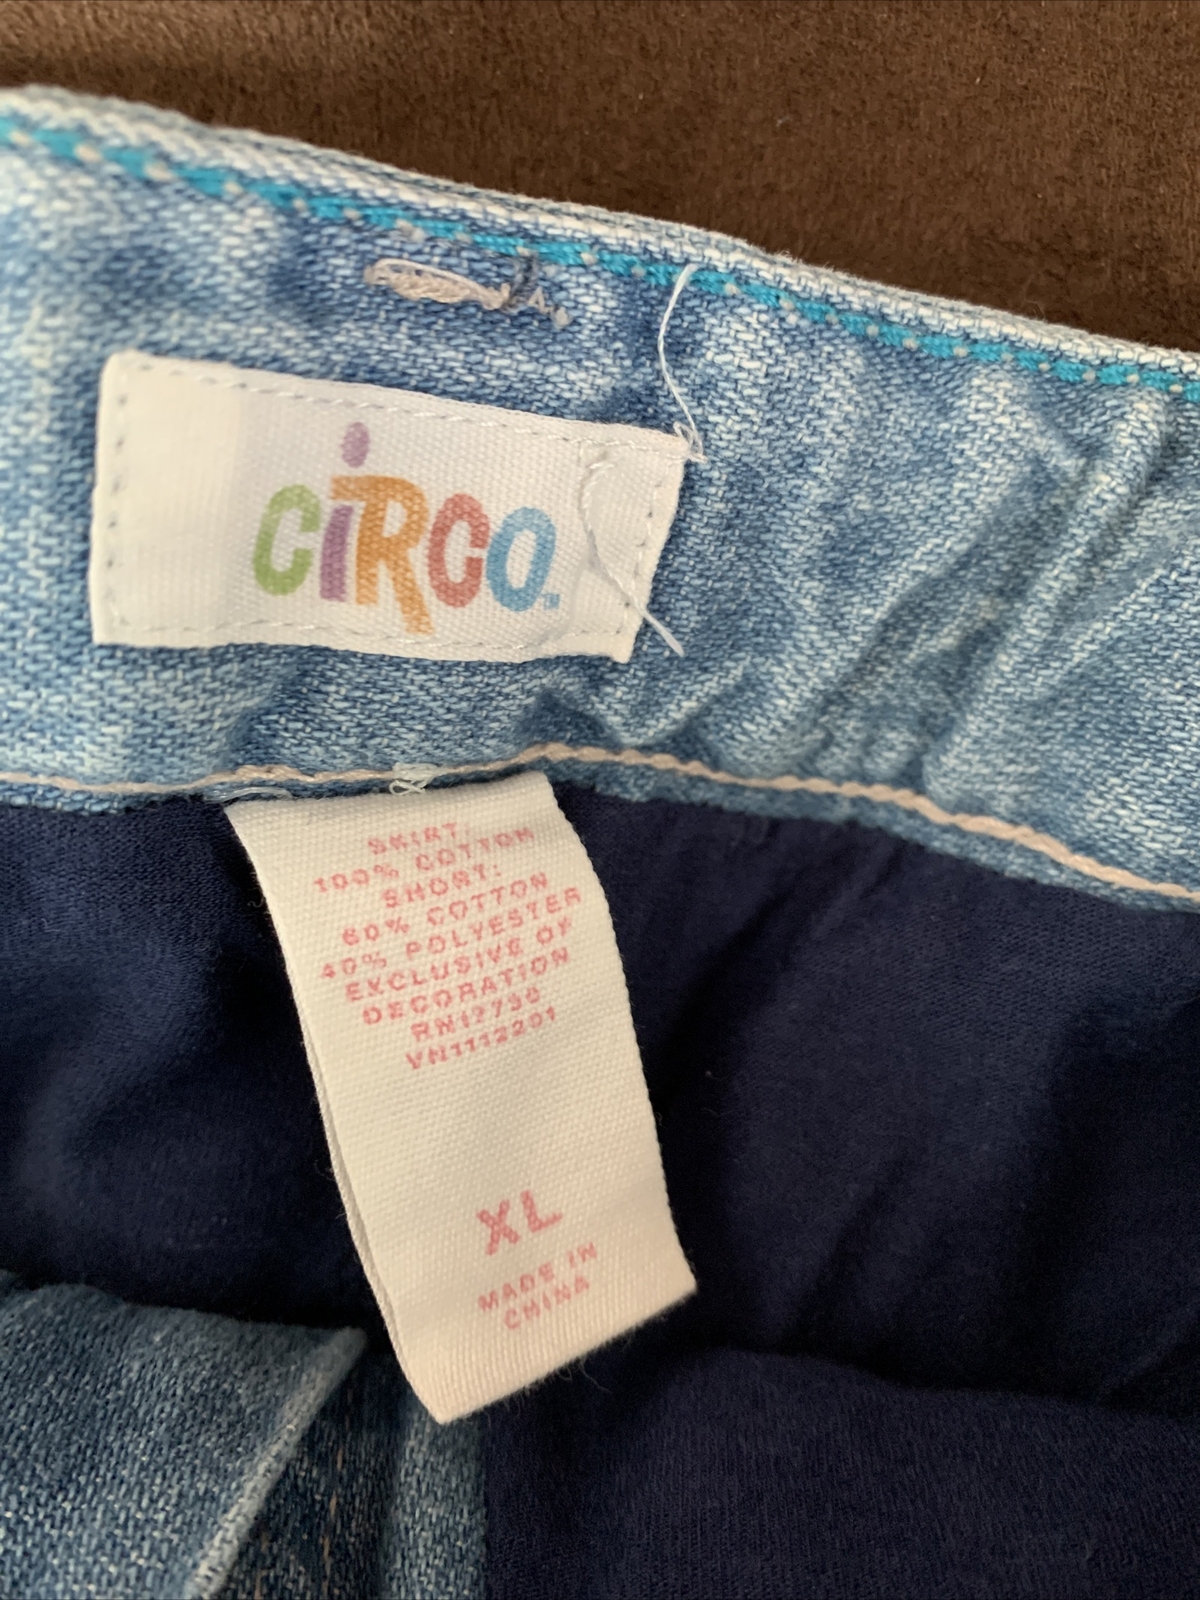 CiRCO.
SKIRT:
100% COTTON
SHORT:
60% COTTON
40% POLYESTER
EXCLUSIVE OF
DECORATION
RN17730
VN1112201
XL
MADE IN
CHINA